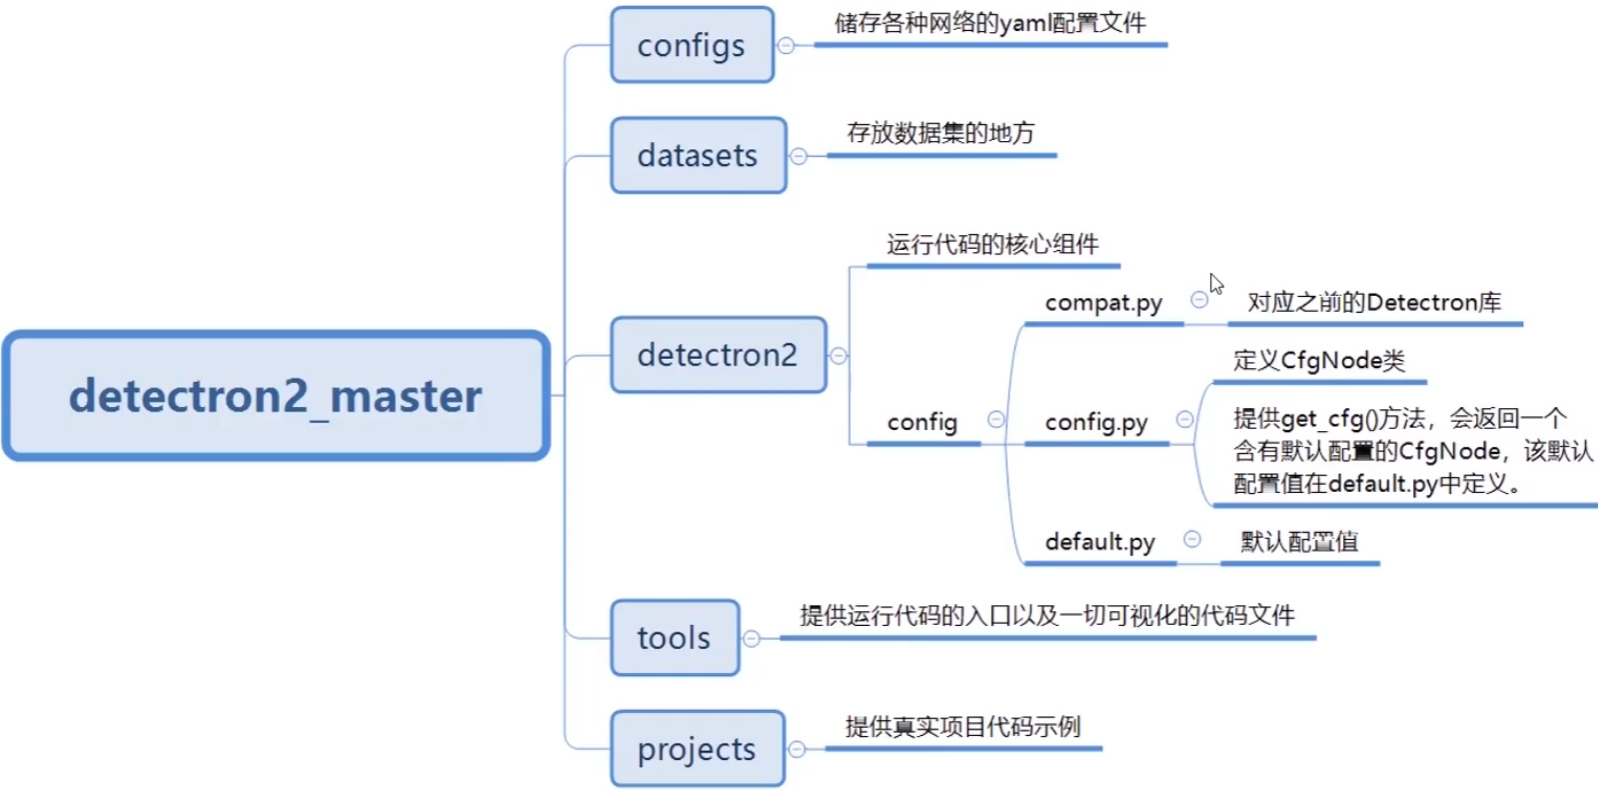 configs
储存各种网络的yaml配置文件
datasets
存放数据集的地方
运行代码的核心组件
compat.py
对应之前的Detectron库
定义CfgNode类
detectron2
detectron2_master
config
config.py
提供get_cfg()方法，会返回一个
含有默认配置的CfgNode，该默认
配置值在default.py中定义。
default.py
默认配置值
tools
提供运行代码的入口以及一切可视化的代码文件
projects
提供真实项目代码示例